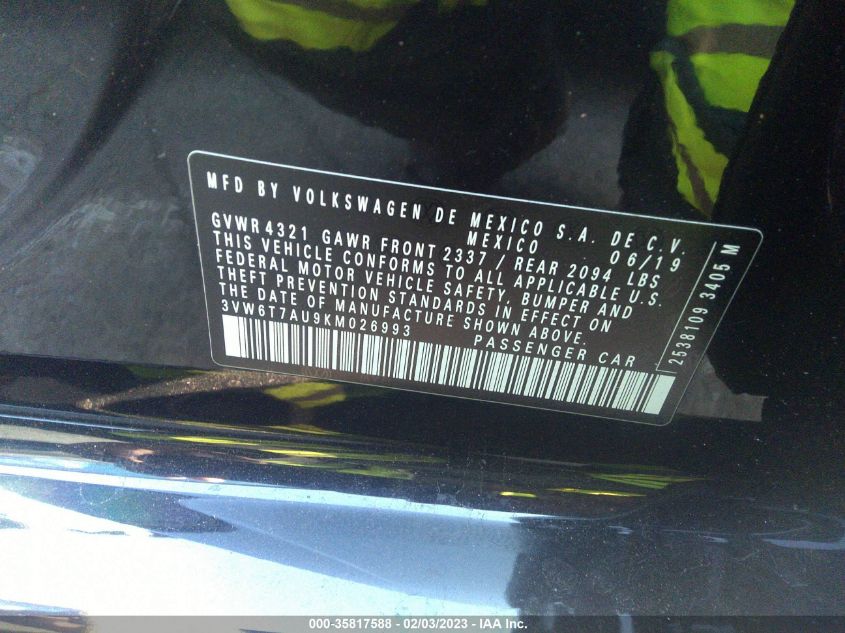 MFD BY VOLKSWAGEN DE MEXICO S.A. DE C.V.
MEXICO 06/19
GVWR 4321 GAWR FRONT 2337 / REAR 2094 LBS
THIS VEHICLE CONFORMS TO ALL APPLICABLE U.S.
FEDERAL MOTOR VEHICLE SAFETY, BUMPER AND
THEFT PREVENTION STANDARDS IN EFFECT ON
THE DATE OF MANUFACTURE SHOWN ABOVE.
3VW6T7AU9KM026993
PASSENGER CAR
2538109 3405 M
000-35817588 - 02/03/2023 - IAA Inc.